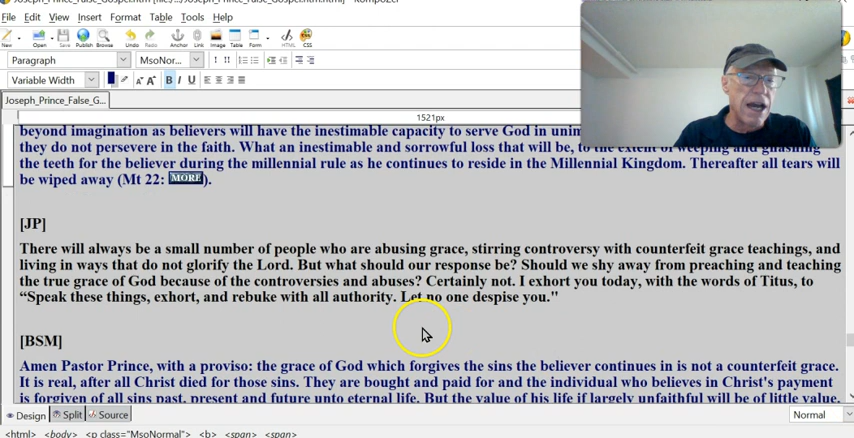 File Edit View Insert Format Table Tools Help
New Open Save Publish Browse Undo Redo Anchor Link Image Table Form HTML CSS
Paragraph MsoNor...
Variable Width B I U
Joseph_Prince_False_G...
1521px
beyond imagination as believers will have the inestimable capacity to serve God in
they do not persevere in the faith. What an inestimable and sorrowful loss that will be, to the extent of weeping and gnashing
the teeth for the believer during the millennial rule as he continues to reside in the Millennial Kingdom. Thereafter all tears will
be wiped away (Mt 22: MORE).
[JP]
There will always be a small number of people who are abusing grace, stirring controversy with counterfeit grace teachings, and
living in ways that do not glorify the Lord. But what should our response be? Should we shy away from preaching and teaching
the true grace of God because of the controversies and abuses? Certainly not. I exhort you today, with the words of Titus, to
“Speak these things, exhort, and rebuke with all authority. Let no one despise you."
[BSM]
Amen Pastor Prince, with a proviso: the grace of God which forgives the sins the believer continues in is not a counterfeit grace.
It is real, after all Christ died for those sins. They are bought and paid for and the individual who believes in Christ's payment
is forgiven of all sins past, present and future unto eternal life. But the value of his life if largely unfaithful will be of little value.
Design Split Source Normal
<html> <body> <p class="MsoNormal"> <b> <span> <span>